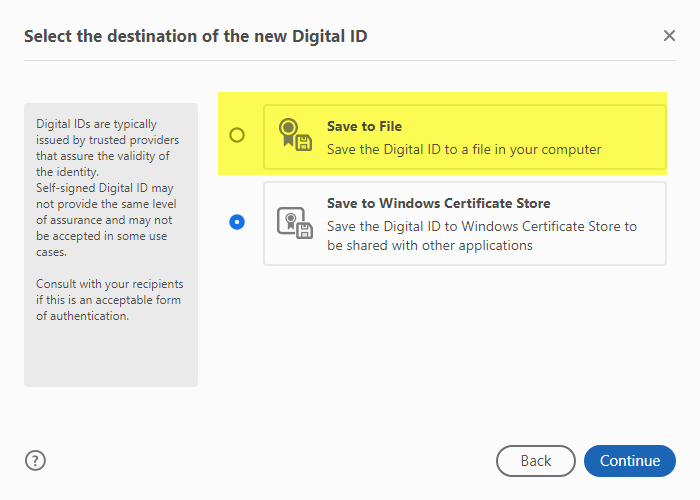 Select the destination of the new Digital ID
Digital IDs are typically
issued by trusted providers
that assure the validity of
the identity.
Self-signed Digital ID may
not provide the same level
of assurance and may not
be accepted in some use
cases.
Consult with your recipients
if this is an acceptable form
of authentication.
Save to File
Save the Digital ID to a file in your computer
Save to Windows Certificate Store
Save the Digital ID to Windows Certificate Store to
be shared with other applications
?
Back
Continue